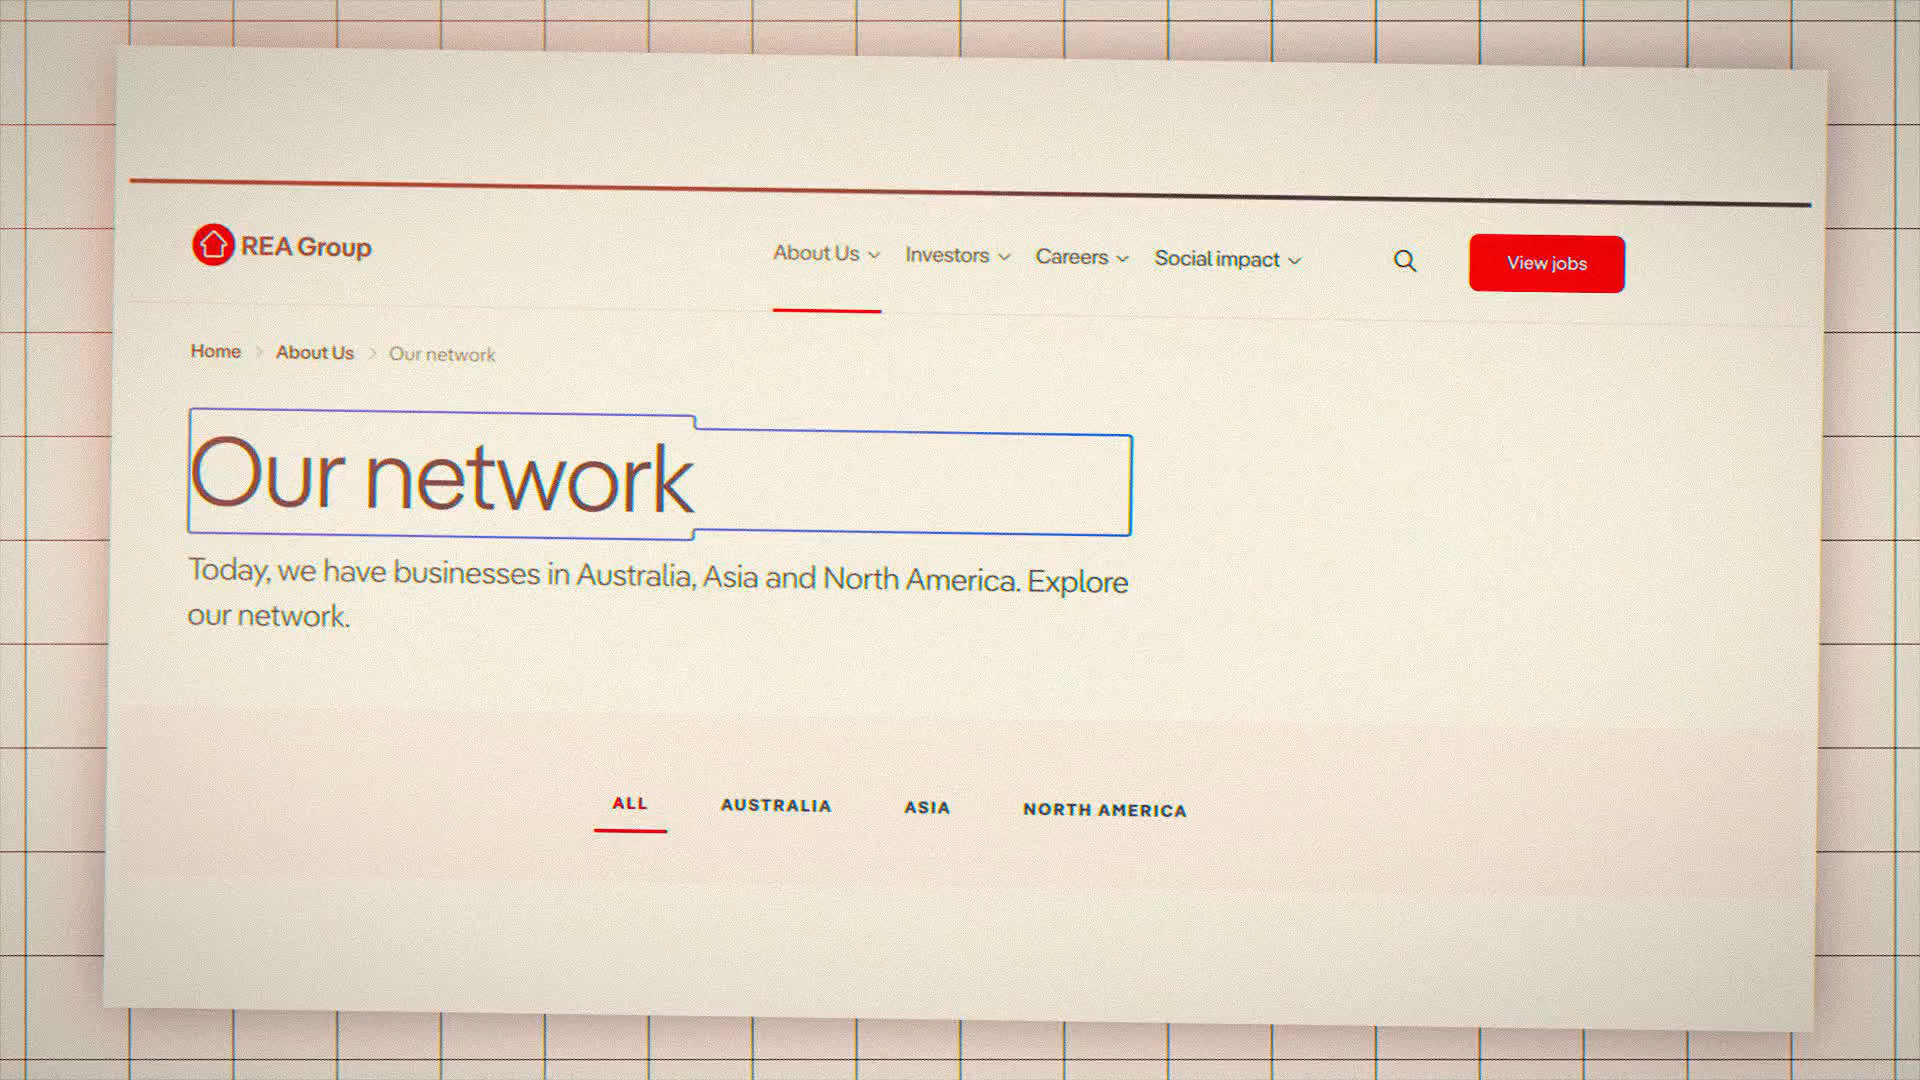 REA Group
About Us
Investors
Careers
Social impact
View jobs
Home > About Us > Our network
Our network
Today, we have businesses in Australia, Asia and North America. Explore
our network.
ALL
AUSTRALIA
ASIA
NORTH AMERICA